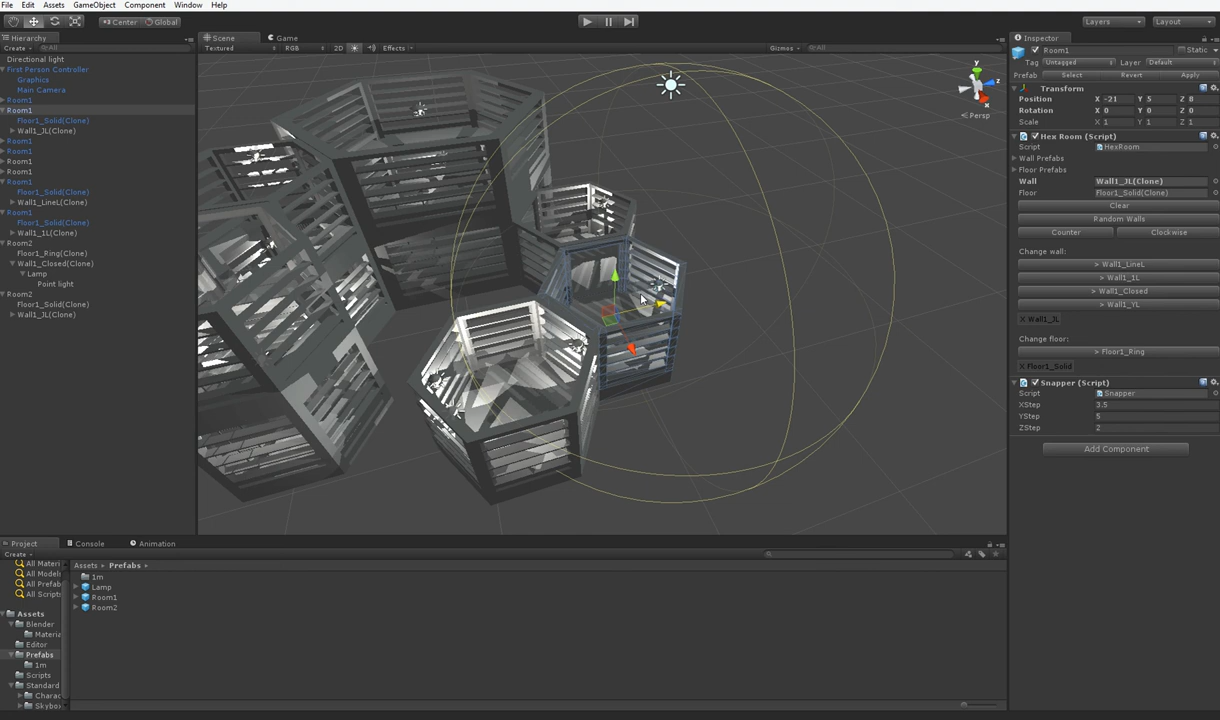 File Edit Assets GameObject Component Window Help
Center Global
Layers Layout
Hierarchy
Create All
Directional light
First Person Controller
Graphics
Main Camera
Room1
Room1
Floor1_Solid(Clone)
Wall1_JL(Clone)
Room1
Room1
Room1
Room1
Room1
Floor1_Solid(Clone)
Wall1_LineL(Clone)
Room1
Floor1_Solid(Clone)
Wall1_1L(Clone)
Room2
Floor1_Ring(Clone)
Wall1_Closed(Clone)
Lamp
Point light
Room2
Floor1_Solid(Clone)
Wall1_JL(Clone)
Scene Game
Textured RGB 2D Effects Gizmos All
y
z
x
Persp
Inspector
Room1 Static
Tag Untagged Layer Default
Prefab Select Revert Apply
Transform
Position X -21 Y 5 Z 8
Rotation X 0 Y 0 Z 0
Scale X 1 Y 1 Z 1
Hex Room (Script)
Script HexRoom
Wall Prefabs
Floor Prefabs
Wall Wall1_JL(Clone)
Floor Floor1_Solid(Clone)
Clear
Random Walls
Counter Clockwise
Change wall:
> Wall1_LineL
> Wall1_1L
> Wall1_Closed
> Wall1_YL
X Wall1_JL
Change floor:
> Floor1_Ring
X Floor1_Solid
Snapper (Script)
Script Snapper
XStep 3.5
YStep 5
ZStep 2
Add Component
Project Console Animation
Create
All Materi
All Models
All Prefab
All Scripts
Assets
Blender
Materia
Editor
Prefabs
1m
Scripts
Standard
Charac
Skybox
Assets Prefabs
1m
Lamp
Room1
Room2